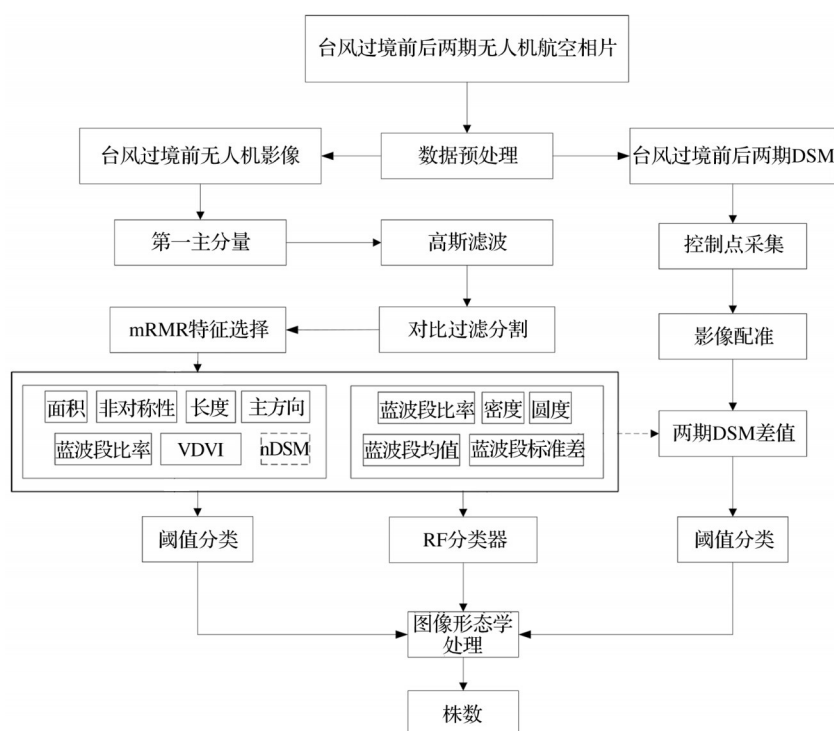 台风过境前后两期无人机航空相片
台风过境前无人机影像
数据预处理
台风过境前后两期DSM
第一主分量
高斯滤波
控制点采集
mRMR特征选择
对比过滤分割
影像配准
面积
非对称性
长度
主方向
蓝波段比率
密度
圆度
蓝波段比率
VDVI
nDSM
蓝波段均值
蓝波段标准差
两期DSM差值
阈值分类
RF分类器
阈值分类
图像形态学
处理
株数